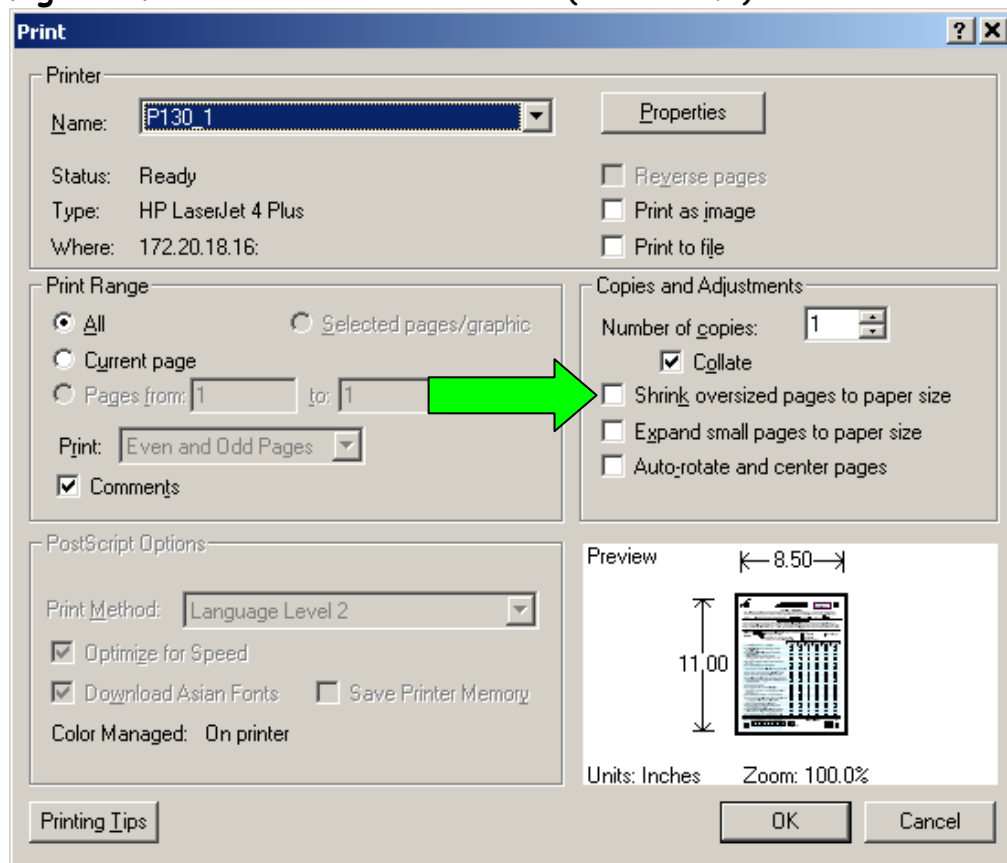 Print
Printer
Name: P130_1 Properties
Status: Ready Reverse pages
Type: HP LaserJet 4 Plus Print as image
Where: 172.20.18.16: Print to file
Print Range Copies and Adjustments
All Selected pages/graphic Number of copies: 1
Current page Collate
Pages from: 1 to: 1 Shrink oversized pages to paper size
Print: Even and Odd Pages Expand small pages to paper size
Comments Auto-rotate and center pages
PostScript Options Preview 8.50
Print Method: Language Level 2
Optimize for Speed 11.00
Download Asian Fonts Save Printer Memory
Color Managed: On printer
Units: Inches Zoom: 100.0%
Printing Tips OK Cancel